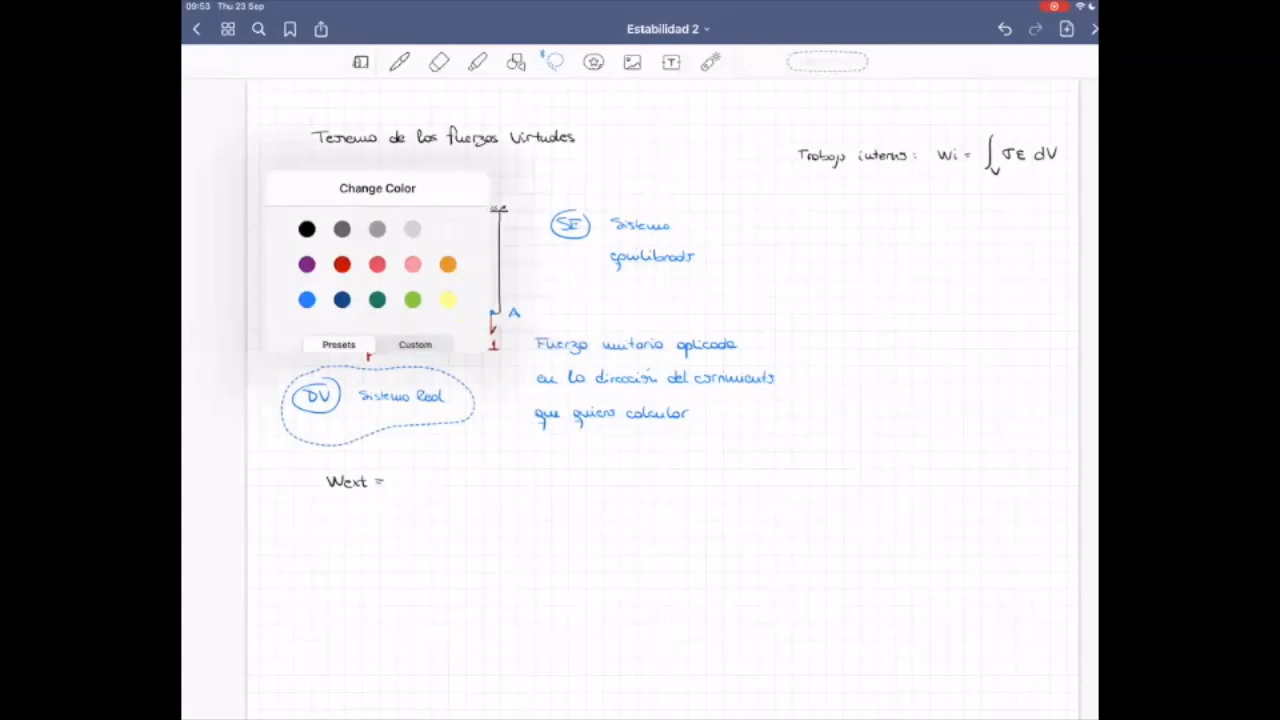 09:53 Thu 23 Sep
Estabilidad 2
Teorema de las fuerzas virtuales
Trabajo interno: Wi = ∫v σε dV
Change Color
Presets
Custom
SE Sistema
equilibrado
A
1
Fuerza unitaria aplicada
en la dirección del corrimiento
que quiero calcular
DV Sistema Real
Wext =